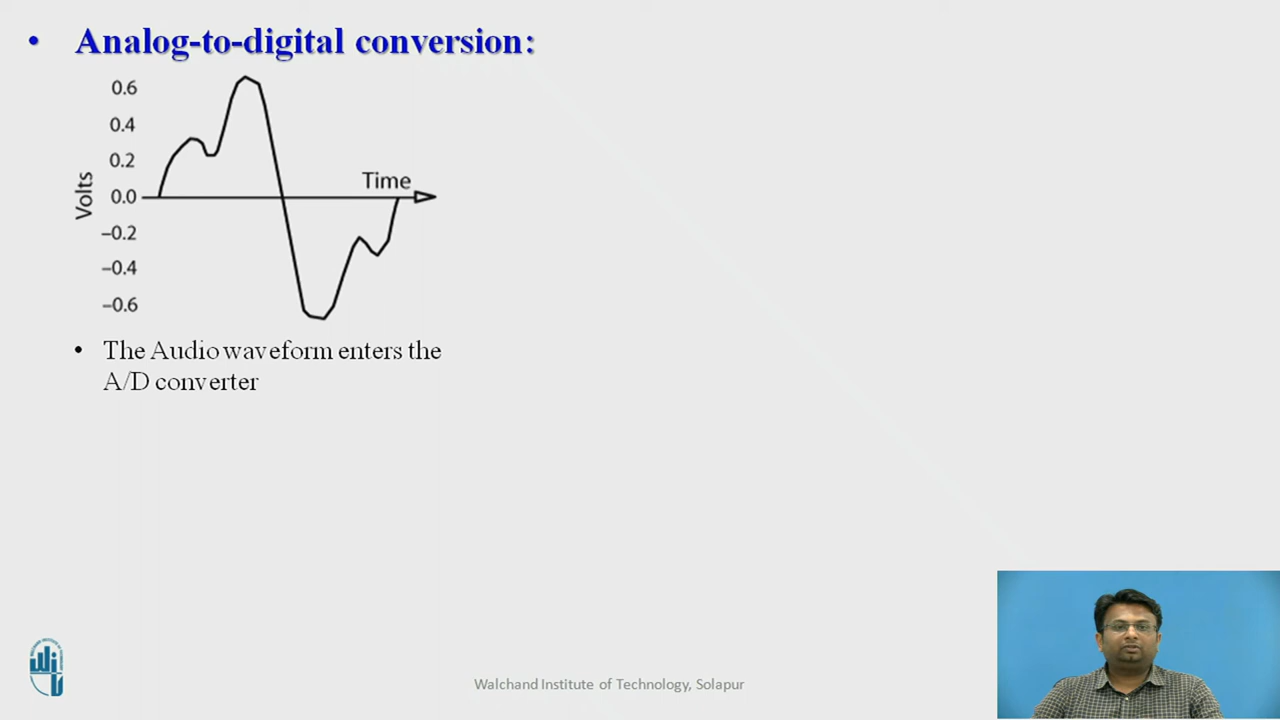 • Analog-to-digital conversion:
0.6
0.4
0.2
0.0
–0.2
–0.4
–0.6
Volts
Time
• The Audio waveform enters the
A/D converter
Walchand Institute of Technology, Solapur